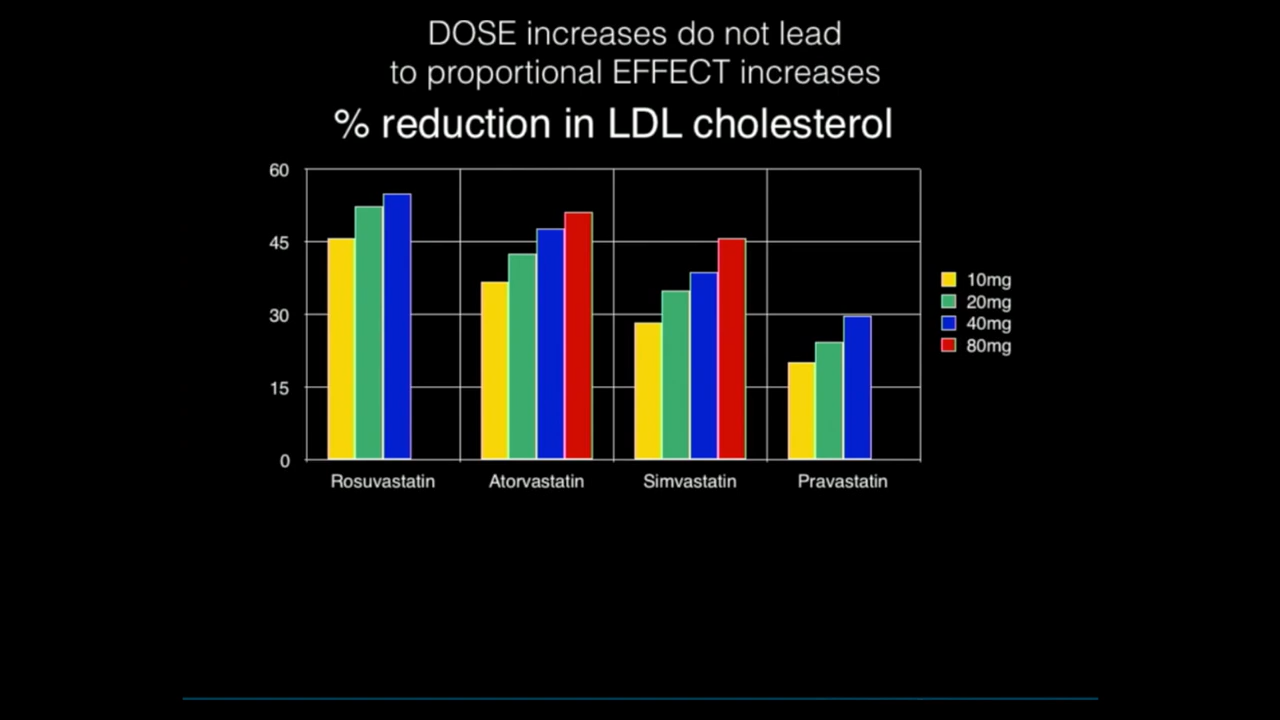 DOSE increases do not lead
to proportional EFFECT increases
% reduction in LDL cholesterol
60
45
30
15
0
Rosuvastatin
Atorvastatin
Simvastatin
Pravastatin
10mg
20mg
40mg
80mg